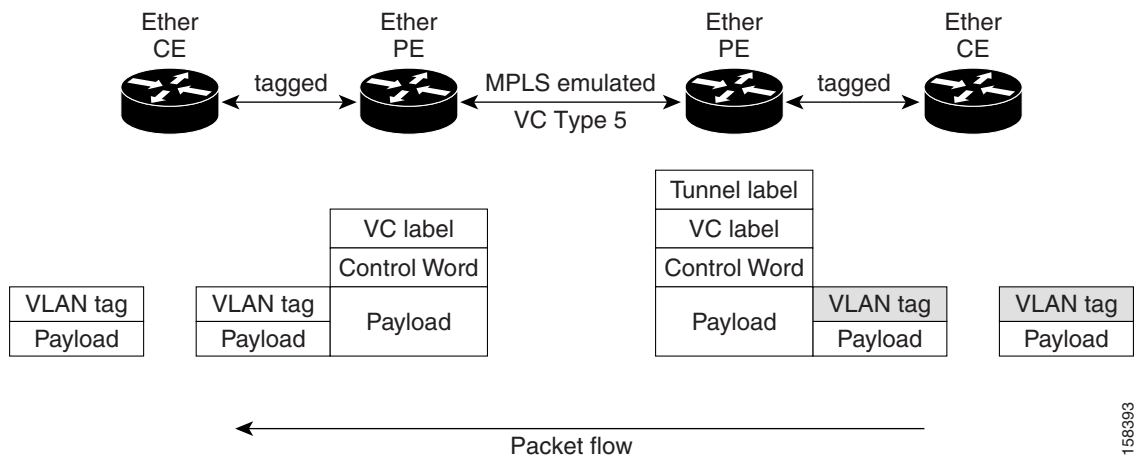 Ether
CE
Ether
PE
Ether
PE
Ether
CE
tagged
MPLS emulated
VC Type 5
tagged
Tunnel label
VC label
VC label
Control Word
Control Word
VLAN tag
VLAN tag
Payload
Payload
VLAN tag
VLAN tag
Payload
Payload
Payload
Payload
Packet flow
158393